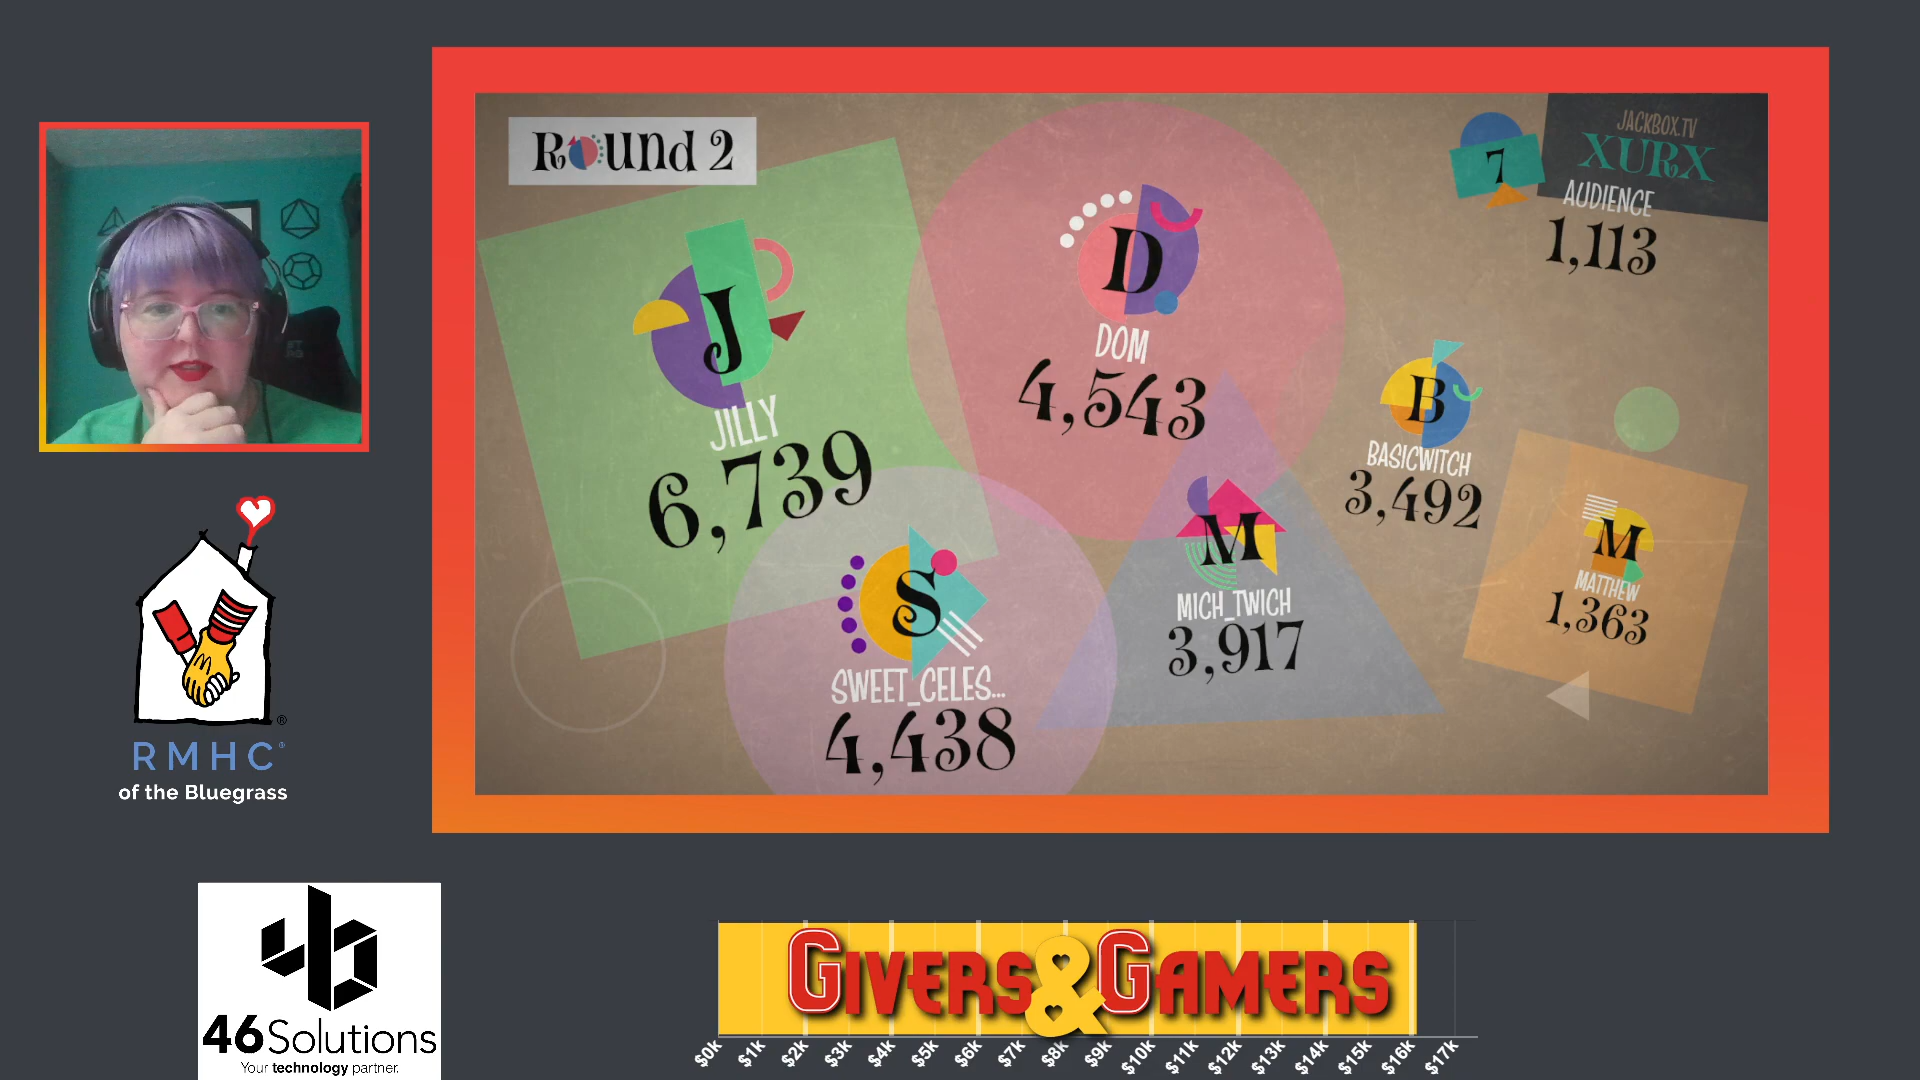 Round 2
JACKBOX.TV
XURX
7
AUDIENCE
1,113
J
JILLY
6,739
D
DOM
4,543
B
BASICWITCH
3,492
S
SWEET_CELES...
4,438
M
MICH_TWICH
3,917
M
MATTHEW
1,363
RMHC®
of the Bluegrass
46Solutions
Your technology partner.
GIVERS&GAMERS
$0k $1k $2k $3k $4k $5k $6k $7k $8k $9k $10k $11k $12k $13k $14k $15k $16k $17k